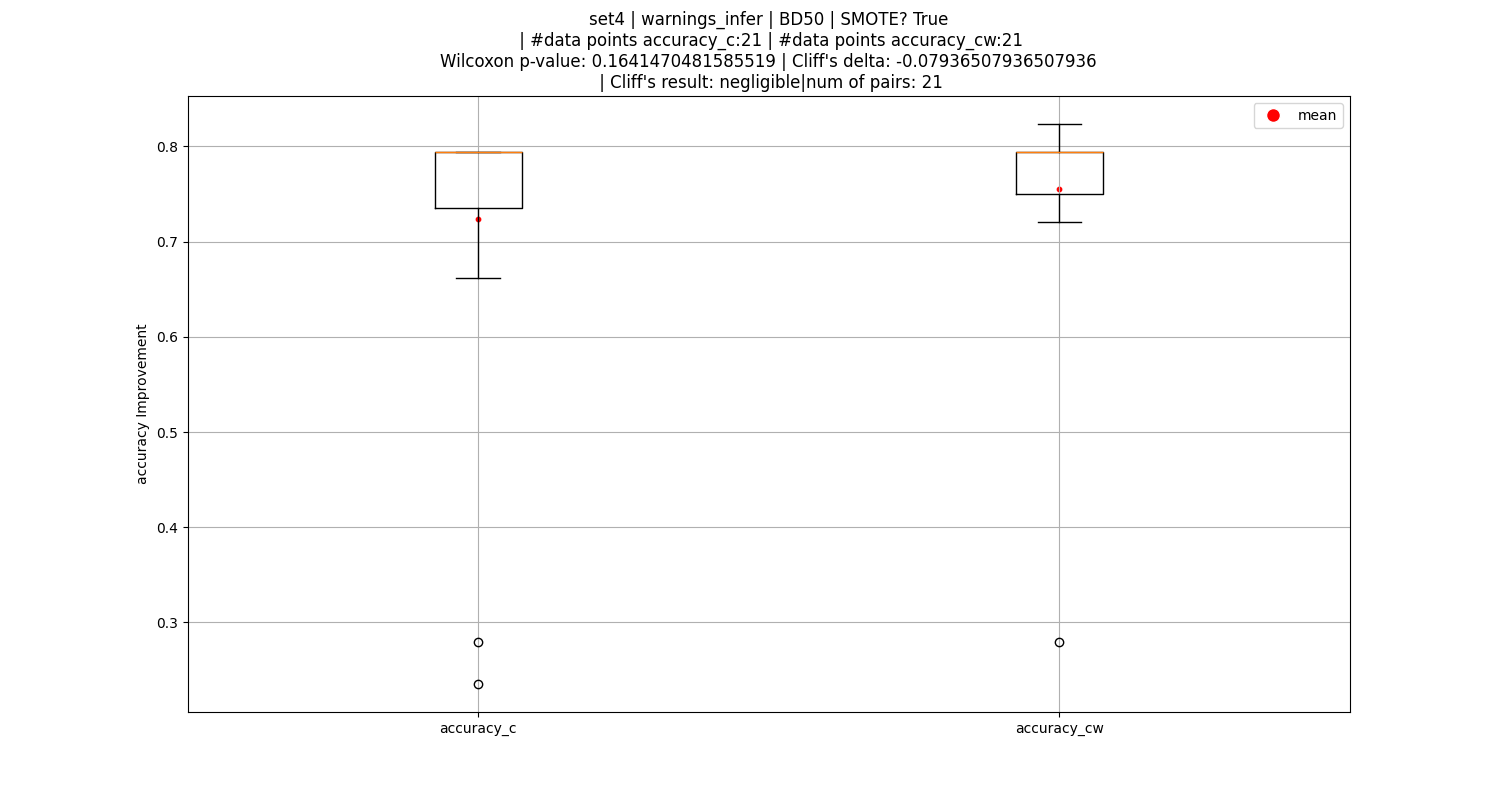 set4 | warnings_infer | BD50 | SMOTE? True
| #data points accuracy_c:21 | #data points accuracy_cw:21
Wilcoxon p-value: 0.1641470481585519 | Cliff's delta: -0.07936507936507936
| Cliff's result: negligible|num of pairs: 21
mean
0.8
0.7
0.6
0.5
0.4
0.3
accuracy Improvement
accuracy_c
accuracy_cw